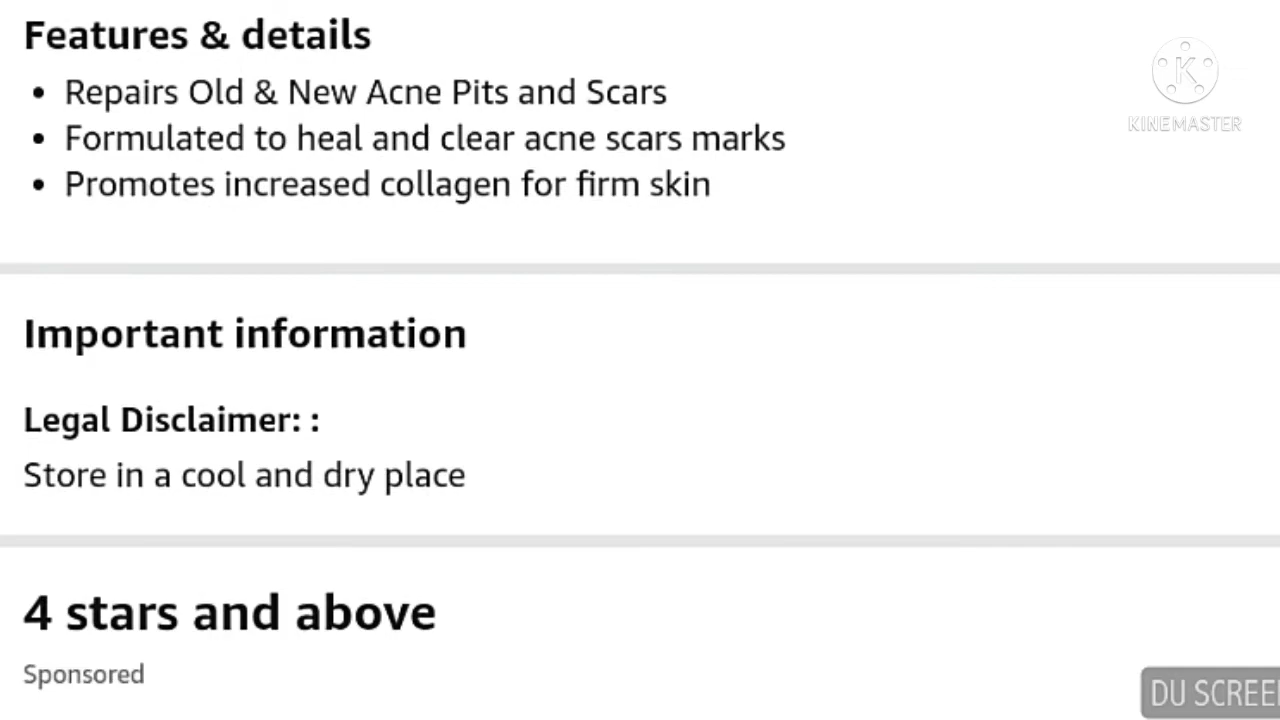 Features & details
• Repairs Old & New Acne Pits and Scars
• Formulated to heal and clear acne scars marks
• Promotes increased collagen for firm skin
K
KINEMASTER
Important information
Legal Disclaimer: :
Store in a cool and dry place
4 stars and above
Sponsored
DU SCREE